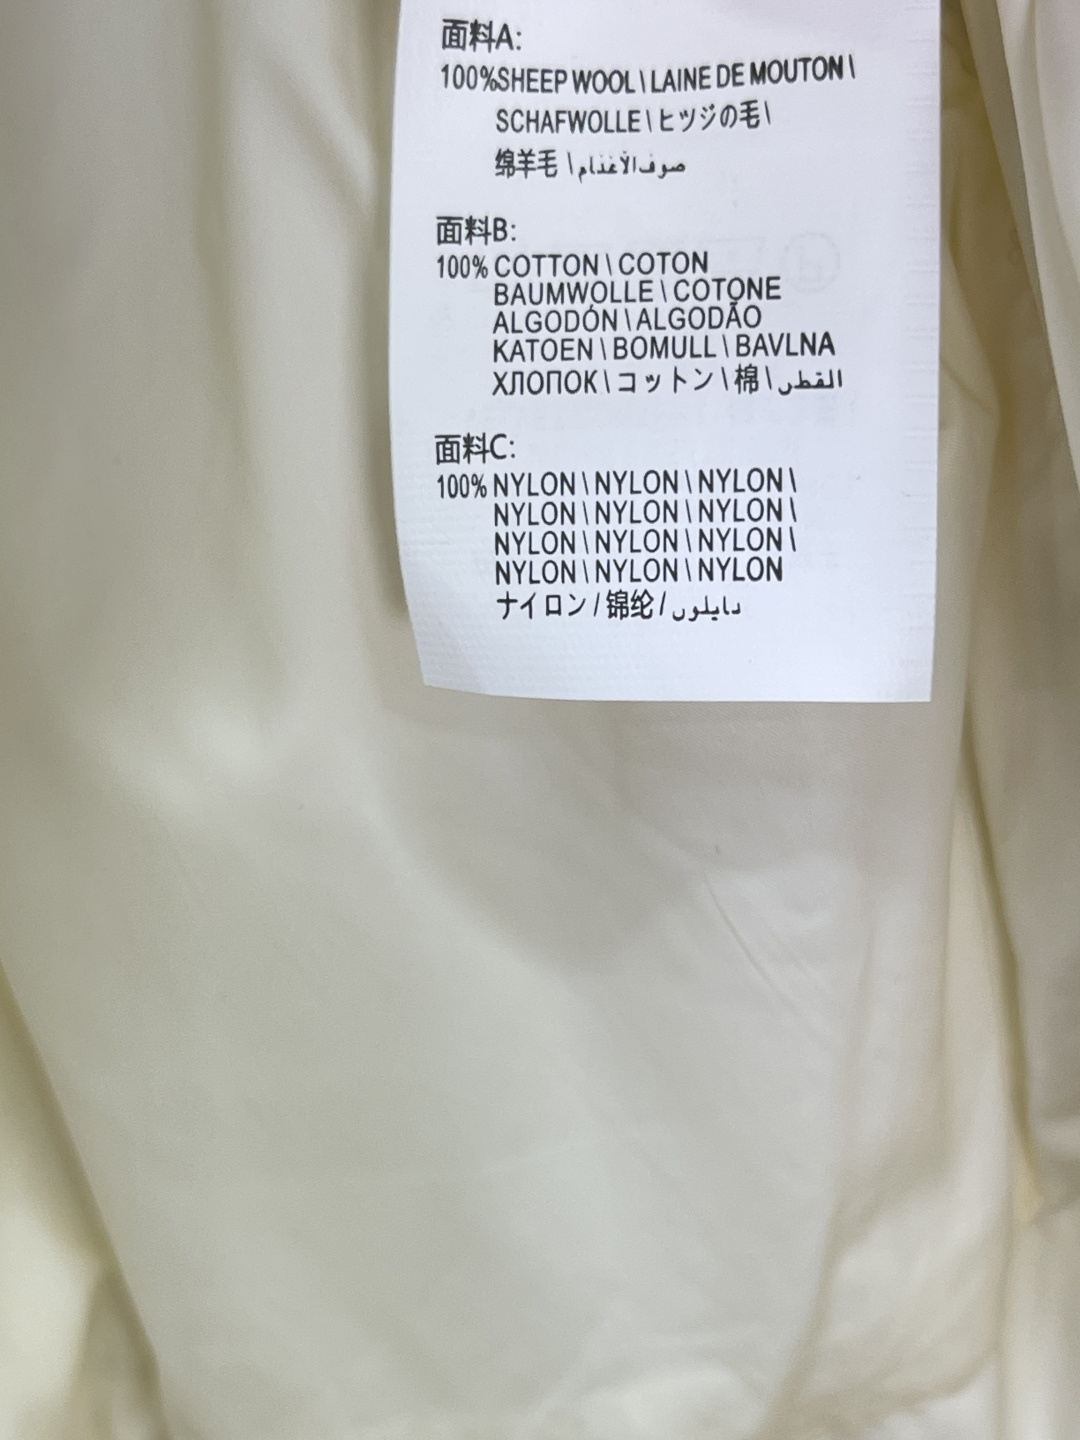 面料A:
100%SHEEP WOOL\LAINE DE MOUTON\
SCHAFWOLLE\ヒツジの毛\
绵羊毛\صوف الأغنام
面料B:
100% COTTON\COTON
BAUMWOLLE\COTONE
ALGODÓN\ALGODÃO
KATOEN\BOMULL\BAVLNA
ХЛОПОК\コットン\棉\القطن
面料C:
100% NYLON\NYLON\NYLON\
NYLON\NYLON\NYLON\
NYLON\NYLON\NYLON\
NYLON\NYLON\NYLON
ナイロン/锦纶/دايلون